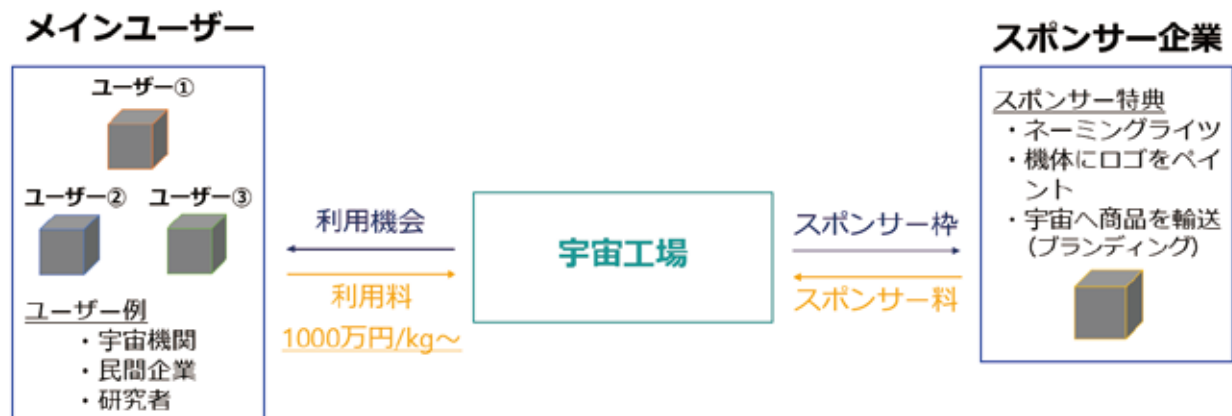 メインユーザー
ユーザー①
ユーザー②
ユーザー③
ユーザー例
・宇宙機関
・民間企業
・研究者
利用機会
利用料
1000万円/kg～
宇宙工場
スポンサー枠
スポンサー料
スポンサー企業
スポンサー特典
・ネーミングライツ
・機体にロゴをペイ
ント
・宇宙へ商品を輸送
(ブランディング)